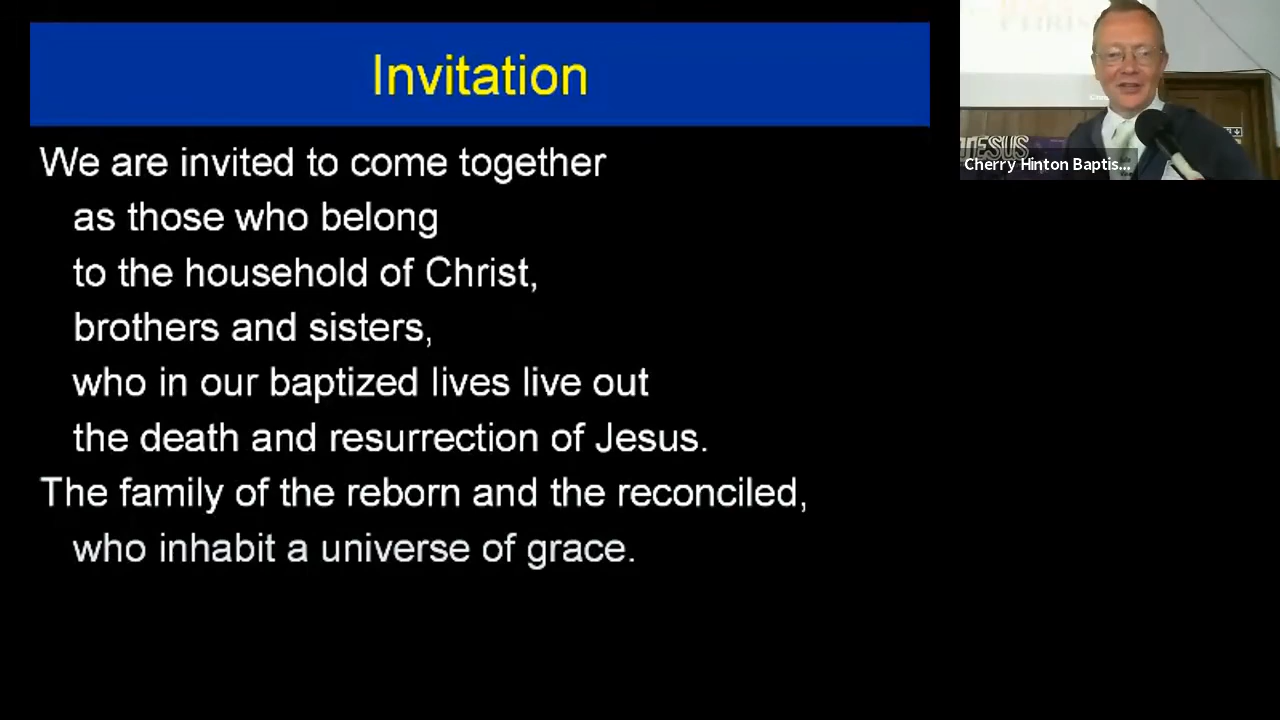 Invitation
We are invited to come together
as those who belong
to the household of Christ,
brothers and sisters,
who in our baptized lives live out
the death and resurrection of Jesus.
The family of the reborn and the reconciled,
who inhabit a universe of grace.
JESUS
Cherry Hinton Baptis...